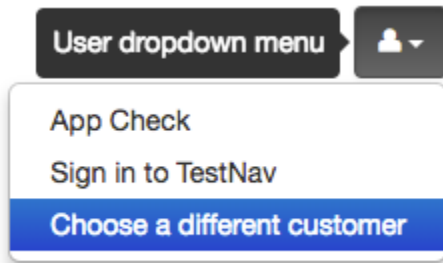 User dropdown menu
App Check
Sign in to TestNav
Choose a different customer